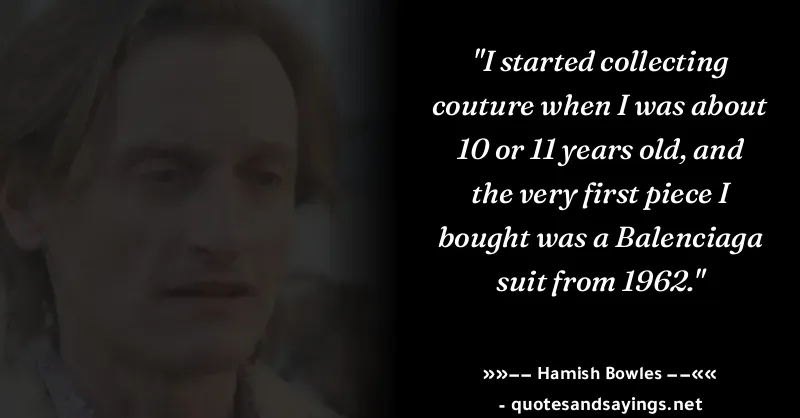 "I started collecting
couture when I was about
10 or 11 years old, and
the very first piece I
bought was a Balenciaga
suit from 1962."
»»–– Hamish Bowles ––««
- quotesandsayings.net